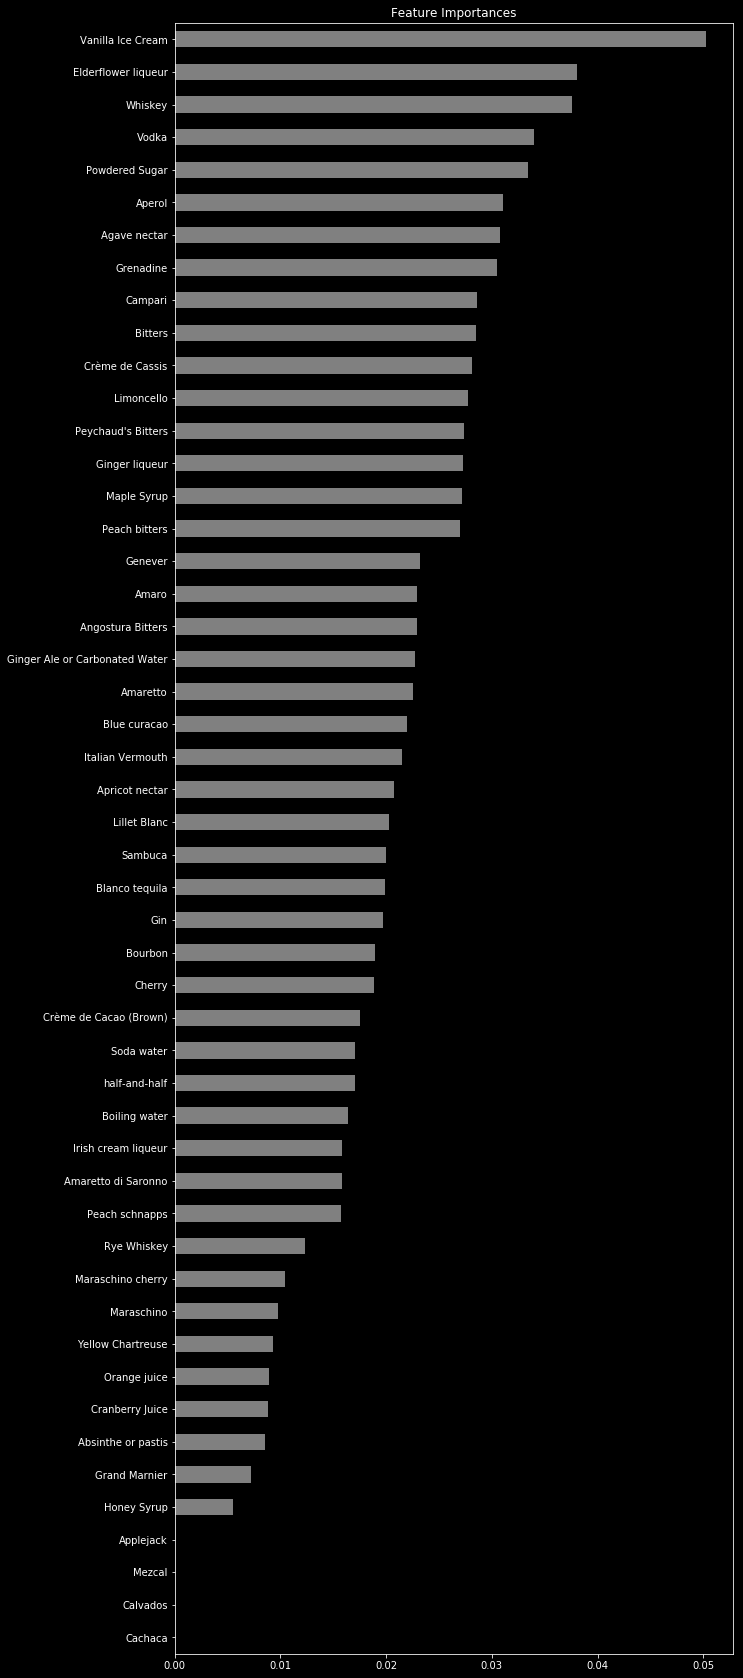 Feature Importances
Vanilla Ice Cream
Elderflower liqueur
Whiskey
Vodka
Powdered Sugar
Aperol
Agave nectar
Grenadine
Campari
Bitters
Crème de Cassis
Limoncello
Peychaud's Bitters
Ginger liqueur
Maple Syrup
Peach bitters
Genever
Amaro
Angostura Bitters
Ginger Ale or Carbonated Water
Amaretto
Blue curacao
Italian Vermouth
Apricot nectar
Lillet Blanc
Sambuca
Blanco tequila
Gin
Bourbon
Cherry
Crème de Cacao (Brown)
Soda water
half-and-half
Boiling water
Irish cream liqueur
Amaretto di Saronno
Peach schnapps
Rye Whiskey
Maraschino cherry
Maraschino
Yellow Chartreuse
Orange juice
Cranberry Juice
Absinthe or pastis
Grand Marnier
Honey Syrup
Applejack
Mezcal
Calvados
Cachaca
0.00 0.01 0.02 0.03 0.04 0.05